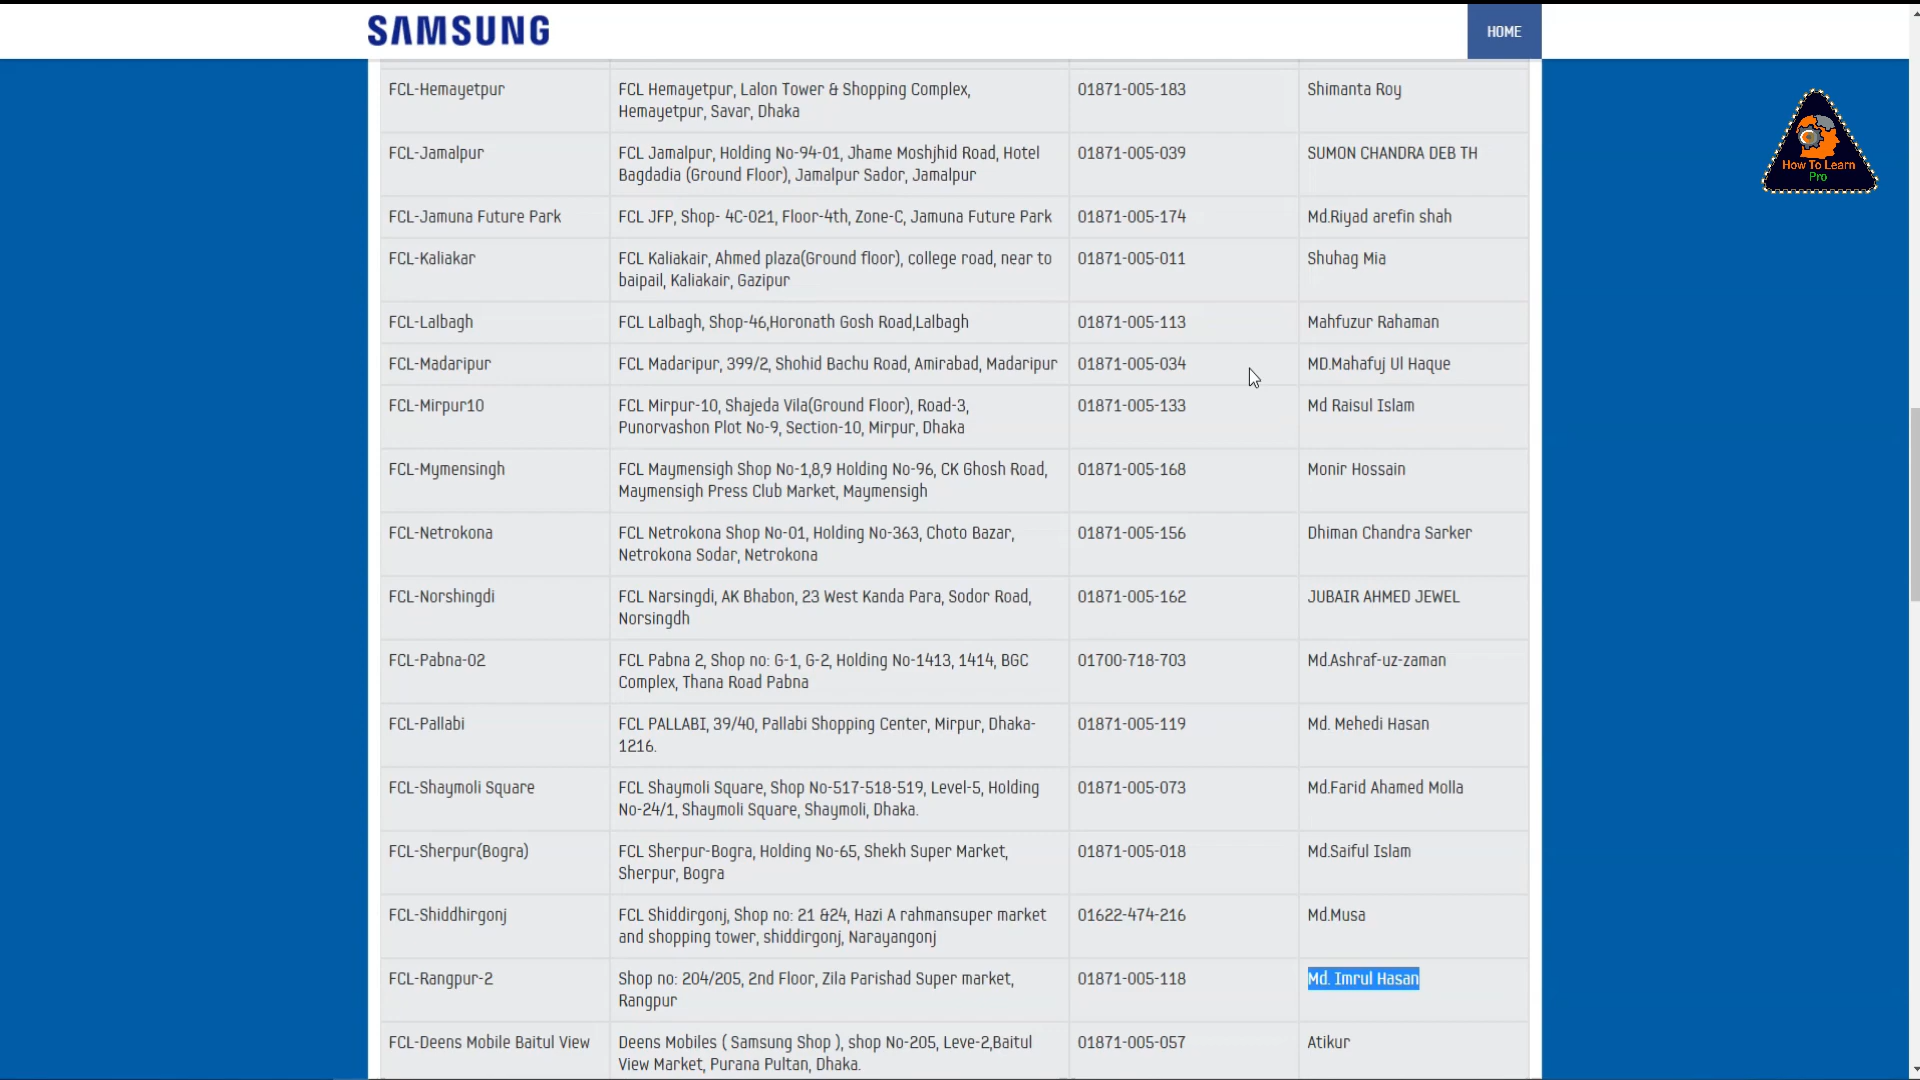 SAMSUNG
HOME
How To Learn
Pro
FCL-Hemayetpur
FCL Hemayetpur, Lalon Tower & Shopping Complex,
Hemayetpur, Savar, Dhaka
01871-005-183
Shimanta Roy
FCL-Jamalpur
FCL Jamalpur, Holding No-94-01, Jhame Moshjhid Road, Hotel
Bagdadia (Ground Floor), Jamalpur Sador, Jamalpur
01871-005-039
SUMON CHANDRA DEB TH
FCL-Jamuna Future Park
FCL JFP, Shop- 4C-021, Floor-4th, Zone-C, Jamuna Future Park
01871-005-174
Md.Riyad arefin shah
FCL-Kaliakar
FCL Kaliakair, Ahmed plaza(Ground floor), college road, near to
baipail, Kaliakair, Gazipur
01871-005-011
Shuhag Mia
FCL-Lalbagh
FCL Lalbagh, Shop-46,Horonath Gosh Road,Lalbagh
01871-005-113
Mahfuzur Rahaman
FCL-Madaripur
FCL Madaripur, 399/2, Shohid Bachu Road, Amirabad, Madaripur
01871-005-034
MD.Mahafuj Ul Haque
FCL-Mirpur10
FCL Mirpur-10, Shajeda Vila(Ground Floor), Road-3,
Punorvashon Plot No-9, Section-10, Mirpur, Dhaka
01871-005-133
Md Raisul Islam
FCL-Mymensingh
FCL Maymensigh Shop No-1,8,9 Holding No-96, CK Ghosh Road,
Maymensigh Press Club Market, Maymensigh
01871-005-168
Monir Hossain
FCL-Netrokona
FCL Netrokona Shop No-01, Holding No-363, Choto Bazar,
Netrokona Sodar, Netrokona
01871-005-156
Dhiman Chandra Sarker
FCL-Norshingdi
FCL Narsingdi, AK Bhabon, 23 West Kanda Para, Sodor Road,
Norsingdh
01871-005-162
JUBAIR AHMED JEWEL
FCL-Pabna-02
FCL Pabna 2, Shop no: G-1, G-2, Holding No-1413, 1414, BGC
Complex, Thana Road Pabna
01700-718-703
Md.Ashraf-uz-zaman
FCL-Pallabi
FCL PALLABI, 39/40, Pallabi Shopping Center, Mirpur, Dhaka-
1216.
01871-005-119
Md. Mehedi Hasan
FCL-Shaymoli Square
FCL Shaymoli Square, Shop No-517-518-519, Level-5, Holding
No-24/1, Shaymoli Square, Shaymoli, Dhaka.
01871-005-073
Md.Farid Ahamed Molla
FCL-Sherpur(Bogra)
FCL Sherpur-Bogra, Holding No-65, Shekh Super Market,
Sherpur, Bogra
01871-005-018
Md.Saiful Islam
FCL-Shiddhirgonj
FCL Shiddirgonj, Shop no: 21 &24, Hazi A rahmansuper market
and shopping tower, shiddirgonj, Narayangonj
01622-474-216
Md.Musa
FCL-Rangpur-2
Shop no: 204/205, 2nd Floor, Zila Parishad Super market,
Rangpur
01871-005-118
Md. Imrul Hasan
FCL-Deens Mobile Baitul View
Deens Mobiles ( Samsung Shop ), shop No-205, Leve-2,Baitul
View Market, Purana Pultan, Dhaka.
01871-005-057
Atikur